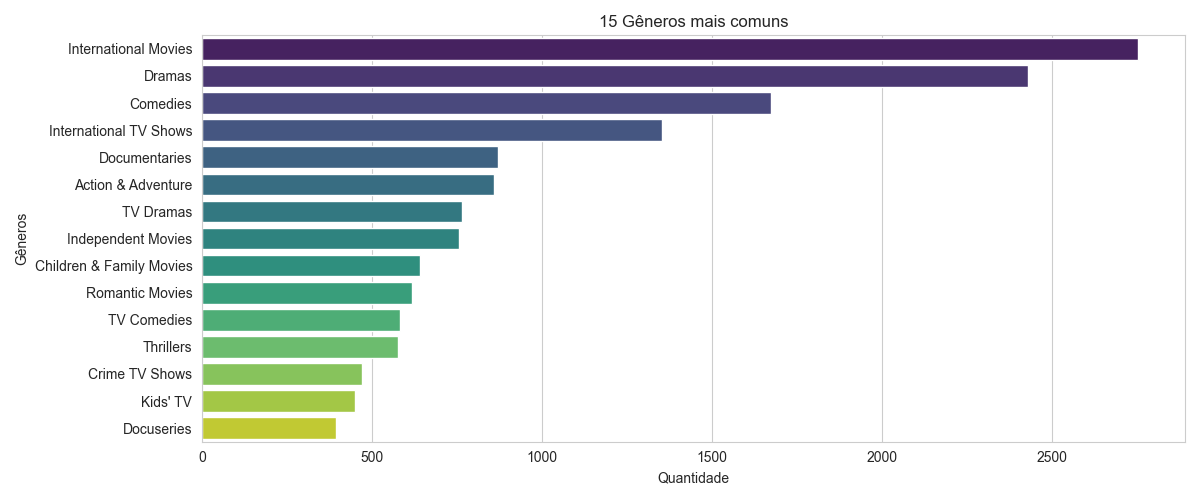 15 Gêneros mais comuns
Gêneros
International Movies
Dramas
Comedies
International TV Shows
Documentaries
Action & Adventure
TV Dramas
Independent Movies
Children & Family Movies
Romantic Movies
TV Comedies
Thrillers
Crime TV Shows
Kids' TV
Docuseries
0 500 1000 1500 2000 2500
Quantidade